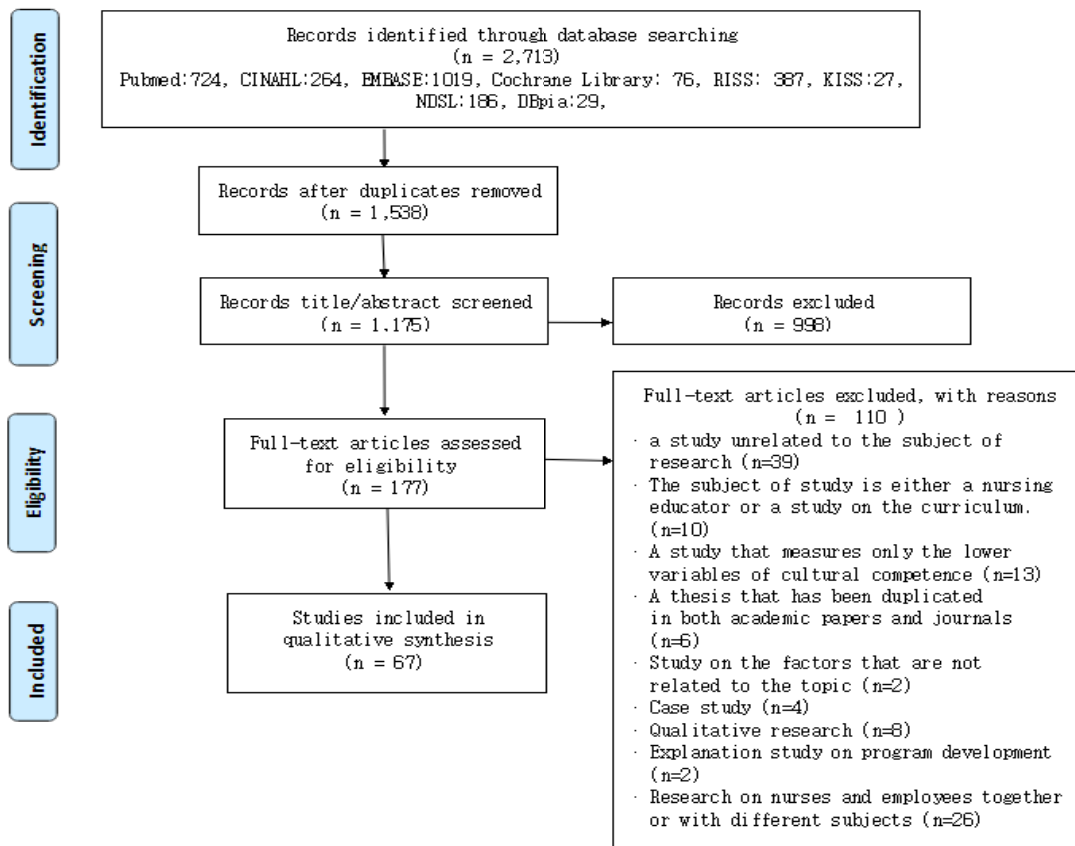 Identification
Records identified through database searching
(n = 2,713)
Pubmed:724, CINAHL:264, EMBASE:1019, Cochrane Library: 76, RISS: 387, KISS:27,
NDSL:186, DBpia:29,
Records after duplicates removed
(n = 1,538)
Screening
Records title/abstract screened
(n = 1.175)
Records excluded
(n = 998)
Eligibility
Full-text articles assessed
for eligibility
(n = 177)
Full-text articles excluded, with reasons
(n = 110 )
· a study unrelated to the subject of
research (n=39)
· The subject of study is either a nursing
educator or a study on the curriculum.
(n=10)
· A study that measures only the lower
variables of cultural competence (n=13)
· A thesis that has been duplicated
in both academic papers and journals
(n=6)
· Study on the factors that are not
related to the topic (n=2)
· Case study (n=4)
· Qualitative research (n=8)
· Explanation study on program development
(n=2)
· Research on nurses and employees together
or with different subjects (n=26)
Included
Studies included in
qualitative synthesis
(n = 67)